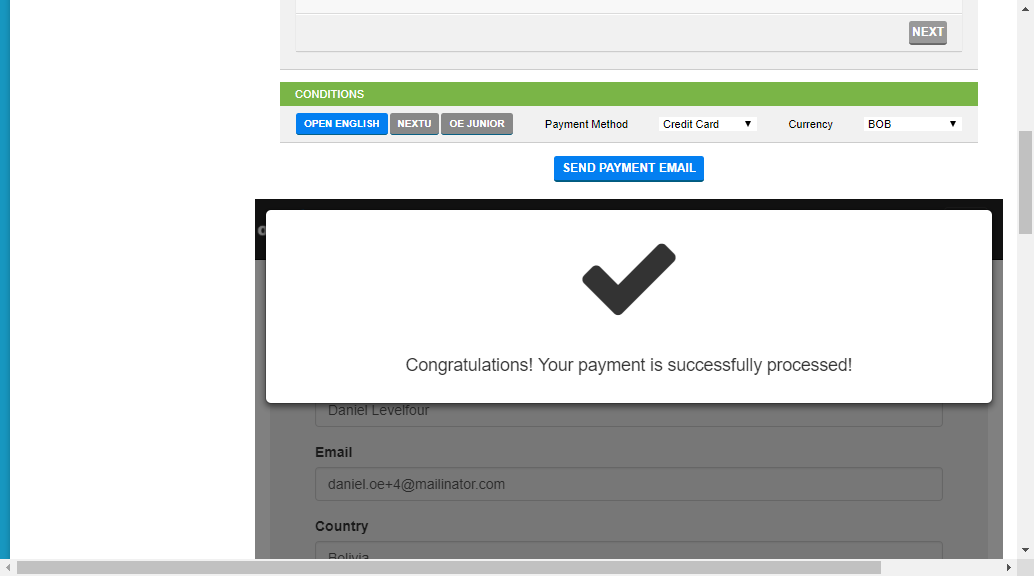 NEXT
CONDITIONS
OPEN ENGLISH NEXTU OE JUNIOR Payment Method Credit Card Currency BOB
SEND PAYMENT EMAIL
Congratulations! Your payment is successfully processed!
Daniel Levelfour
Email
daniel.oe+4@mailinator.com
Country
Bolivia